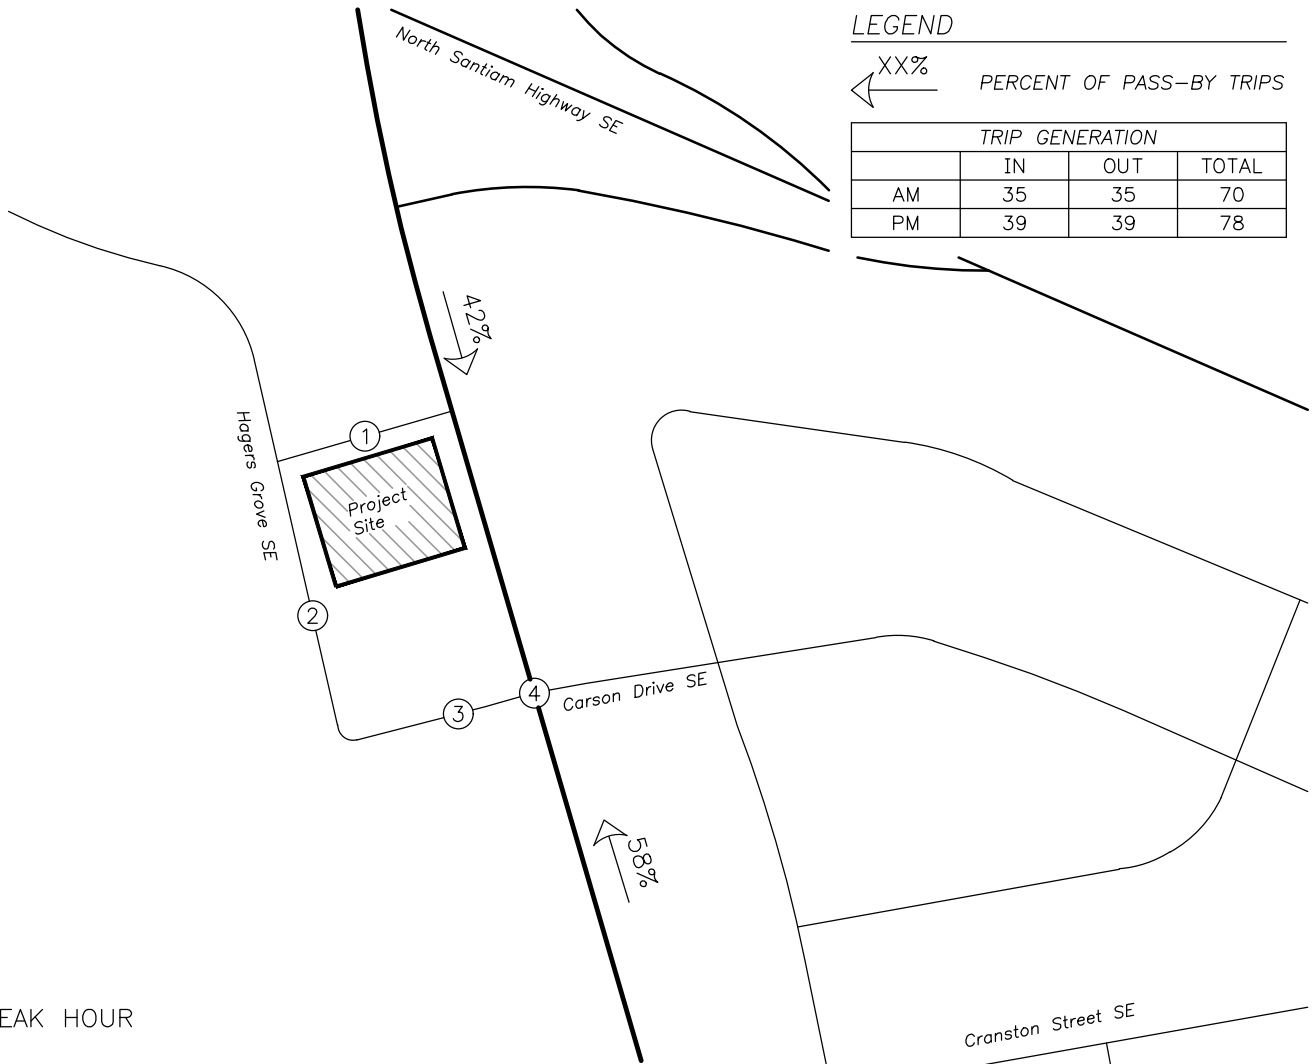 LEGEND
XX%
PERCENT OF PASS-BY TRIPS
TRIP GENERATION
IN OUT TOTAL
AM 35 35 70
PM 39 39 78
North Santiam Highway SE
42%
Hagers Grove SE
1
Project
Site
2
3
4
Carson Drive SE
58%
EAK HOUR
Cranston Street SE